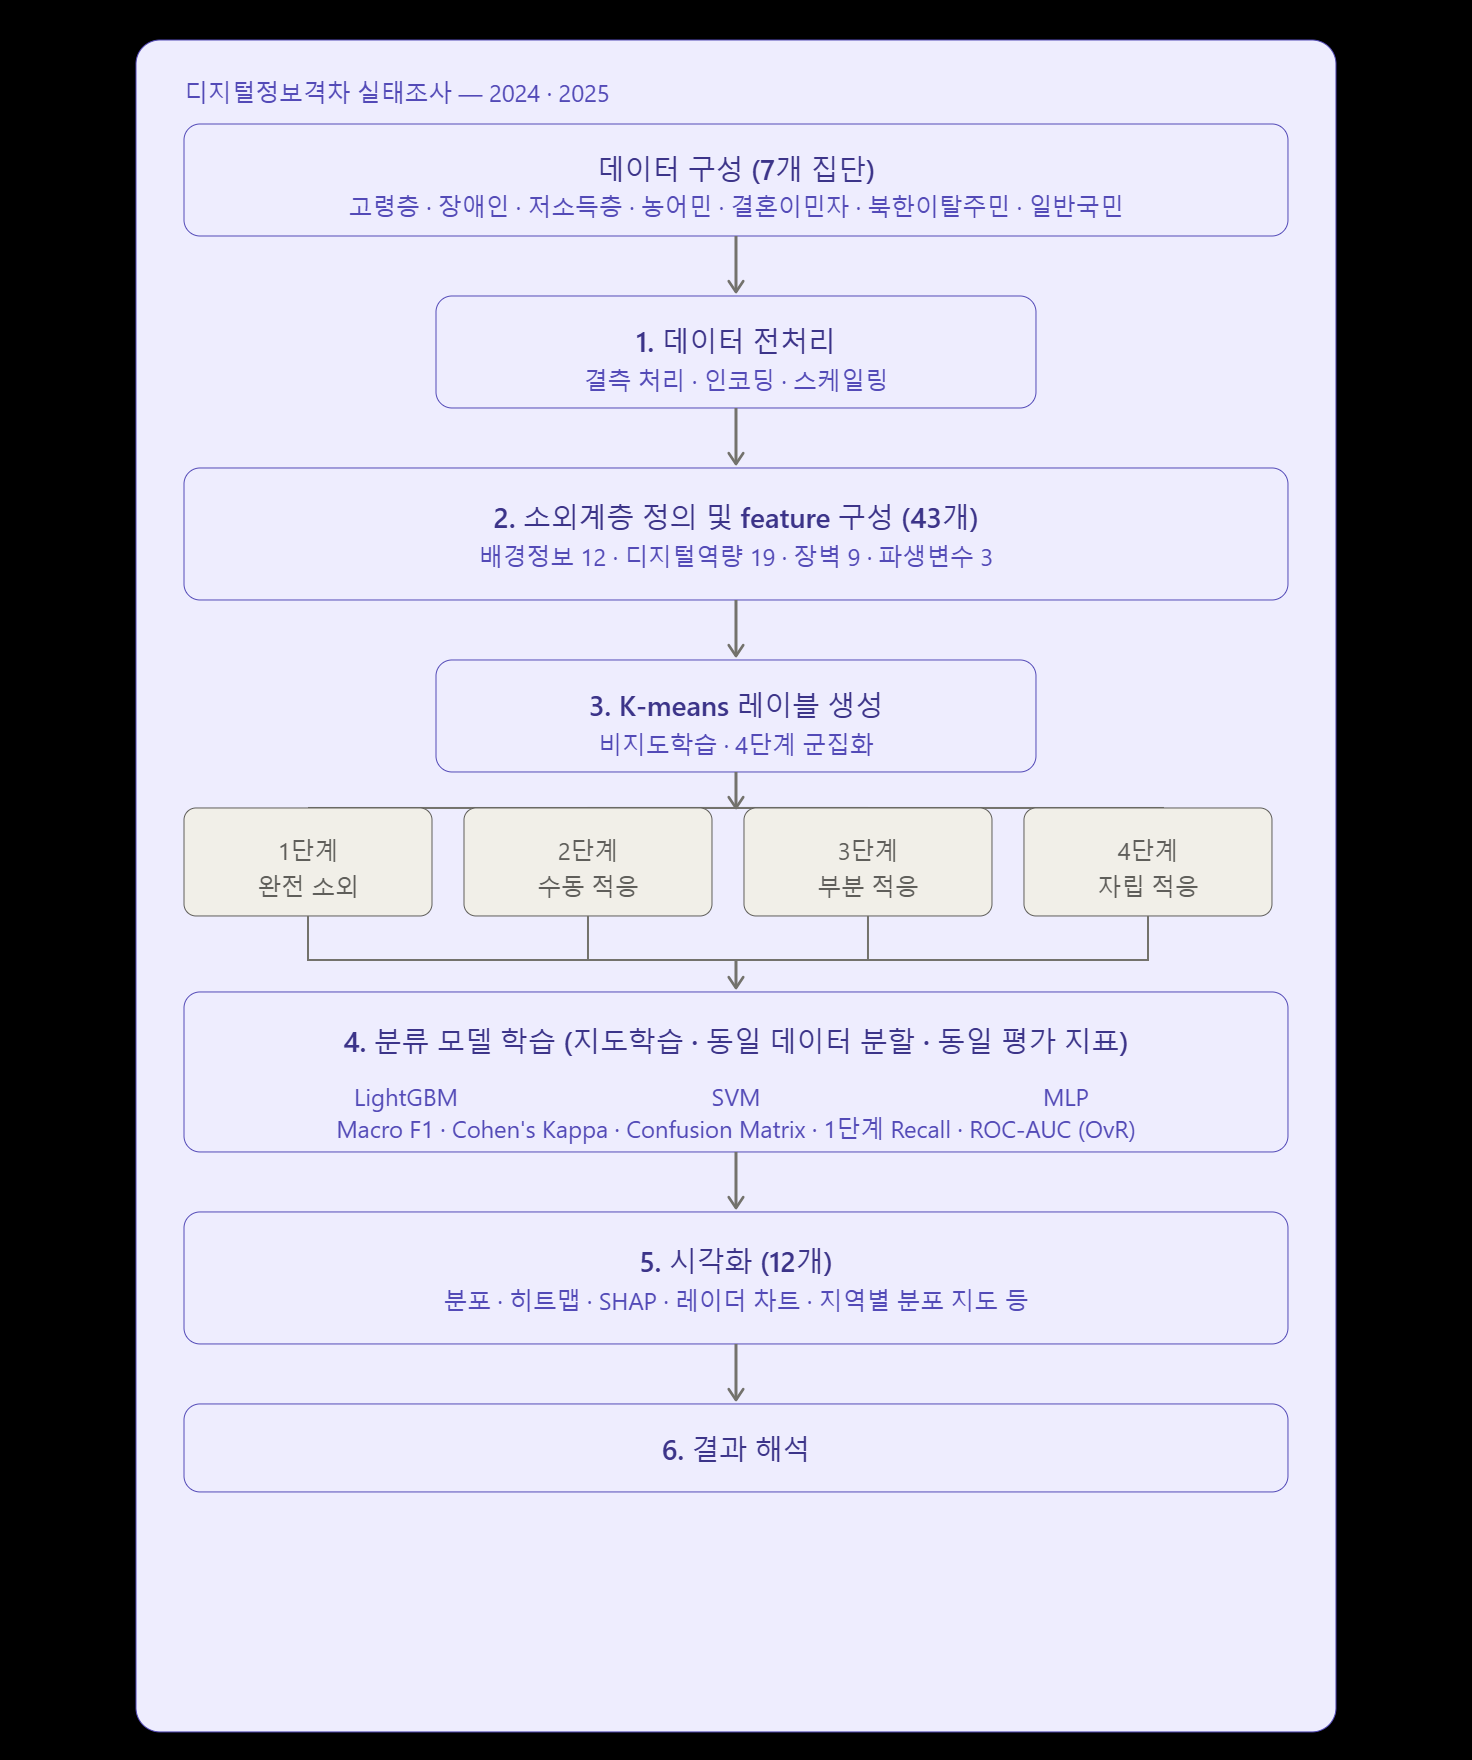 디지털정보격차 실태조사 — 2024 · 2025
데이터 구성 (7개 집단)
고령층 · 장애인 · 저소득층 · 농어민 · 결혼이민자 · 북한이탈주민 · 일반국민
1. 데이터 전처리
결측 처리 · 인코딩 · 스케일링
2. 소외계층 정의 및 feature 구성 (43개)
배경정보 12 · 디지털역량 19 · 장벽 9 · 파생변수 3
3. K-means 레이블 생성
비지도학습 · 4단계 군집화
1단계 2단계 3단계 4단계
완전 소외 수동 적응 부분 적응 자립 적응
4. 분류 모델 학습 (지도학습 · 동일 데이터 분할 · 동일 평가 지표)
LightGBM SVM MLP
Macro F1 · Cohen's Kappa · Confusion Matrix · 1단계 Recall · ROC-AUC (OvR)
5. 시각화 (12개)
분포 · 히트맵 · SHAP · 레이더 차트 · 지역별 분포 지도 등
6. 결과 해석